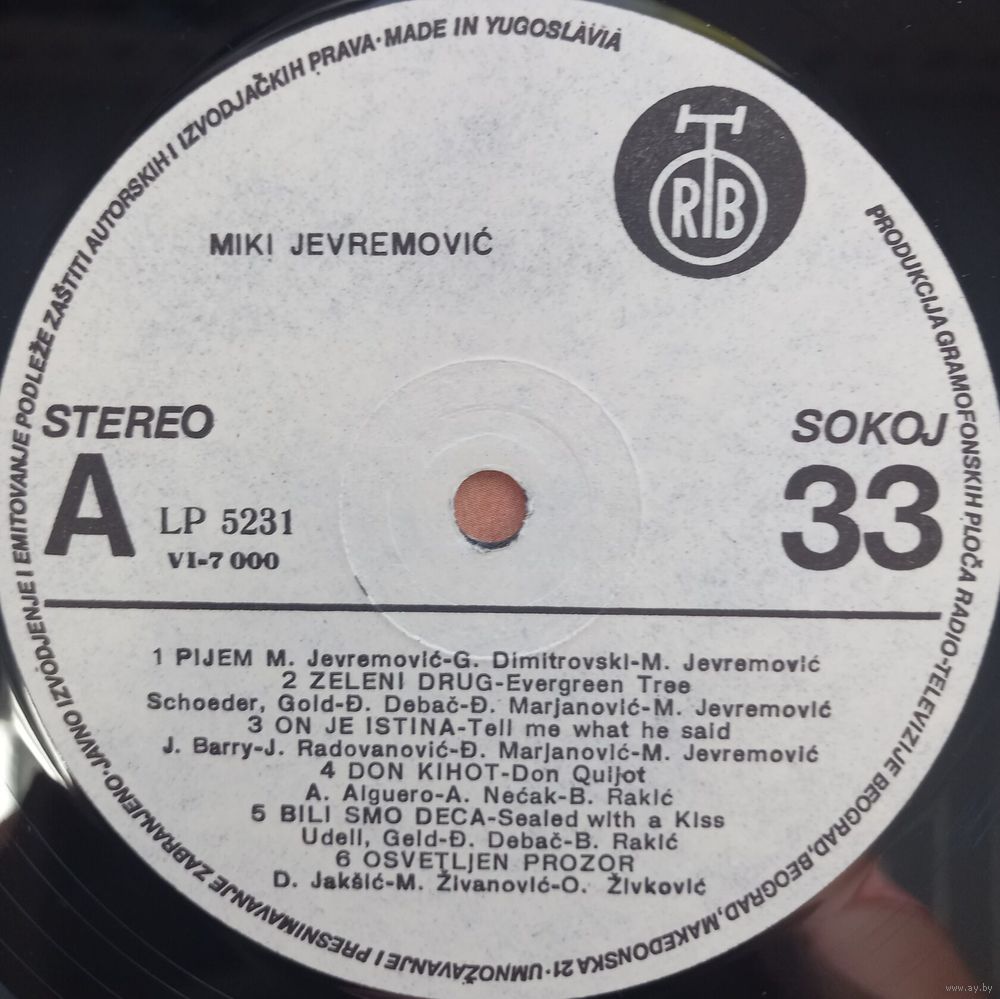 PRODUKCIJA GRAMOFONSKIH PLOČA RADIO-TELEVIZIJE BEOGRAD, BEOGRAD, MAKEDONSKA 21·UMNOŽAVANJE I PRESNIMAVANJE ZABRANJENO·JAVNO IZVODJENJE I EMITOVANJE PODLEŽE ZAŠTITI AUTORSKIH I IZVODJAČKIH PRAVA·MADE IN YUGOSLAVIA
RTB
MIKI JEVREMOVIĆ
STEREO
SOKOJ
A
LP 5231
33
VI-7 000
1 PIJEM M. Jevremović-G. Dimitrovski-M. Jevremović
2 ZELENI DRUG-Evergreen Tree
Schoeder, Gold-Đ. Debač-Đ. Marjanović-M. Jevremović
3 ON JE ISTINA-Tell me what he said
J. Barry-J. Radovanović-Đ. Marjanović-M. Jevremović
4 DON KIHOT-Don Quijot
A. Alguero-A. Nećak-B. Rakić
5 BILI SMO DECA-Sealed with a Kiss
Udell, Geld-Đ. Debač-B. Rakić
6 OSVETLJEN PROZOR
D. Jakšić-M. Živanović-O. Živković
www.ay.by